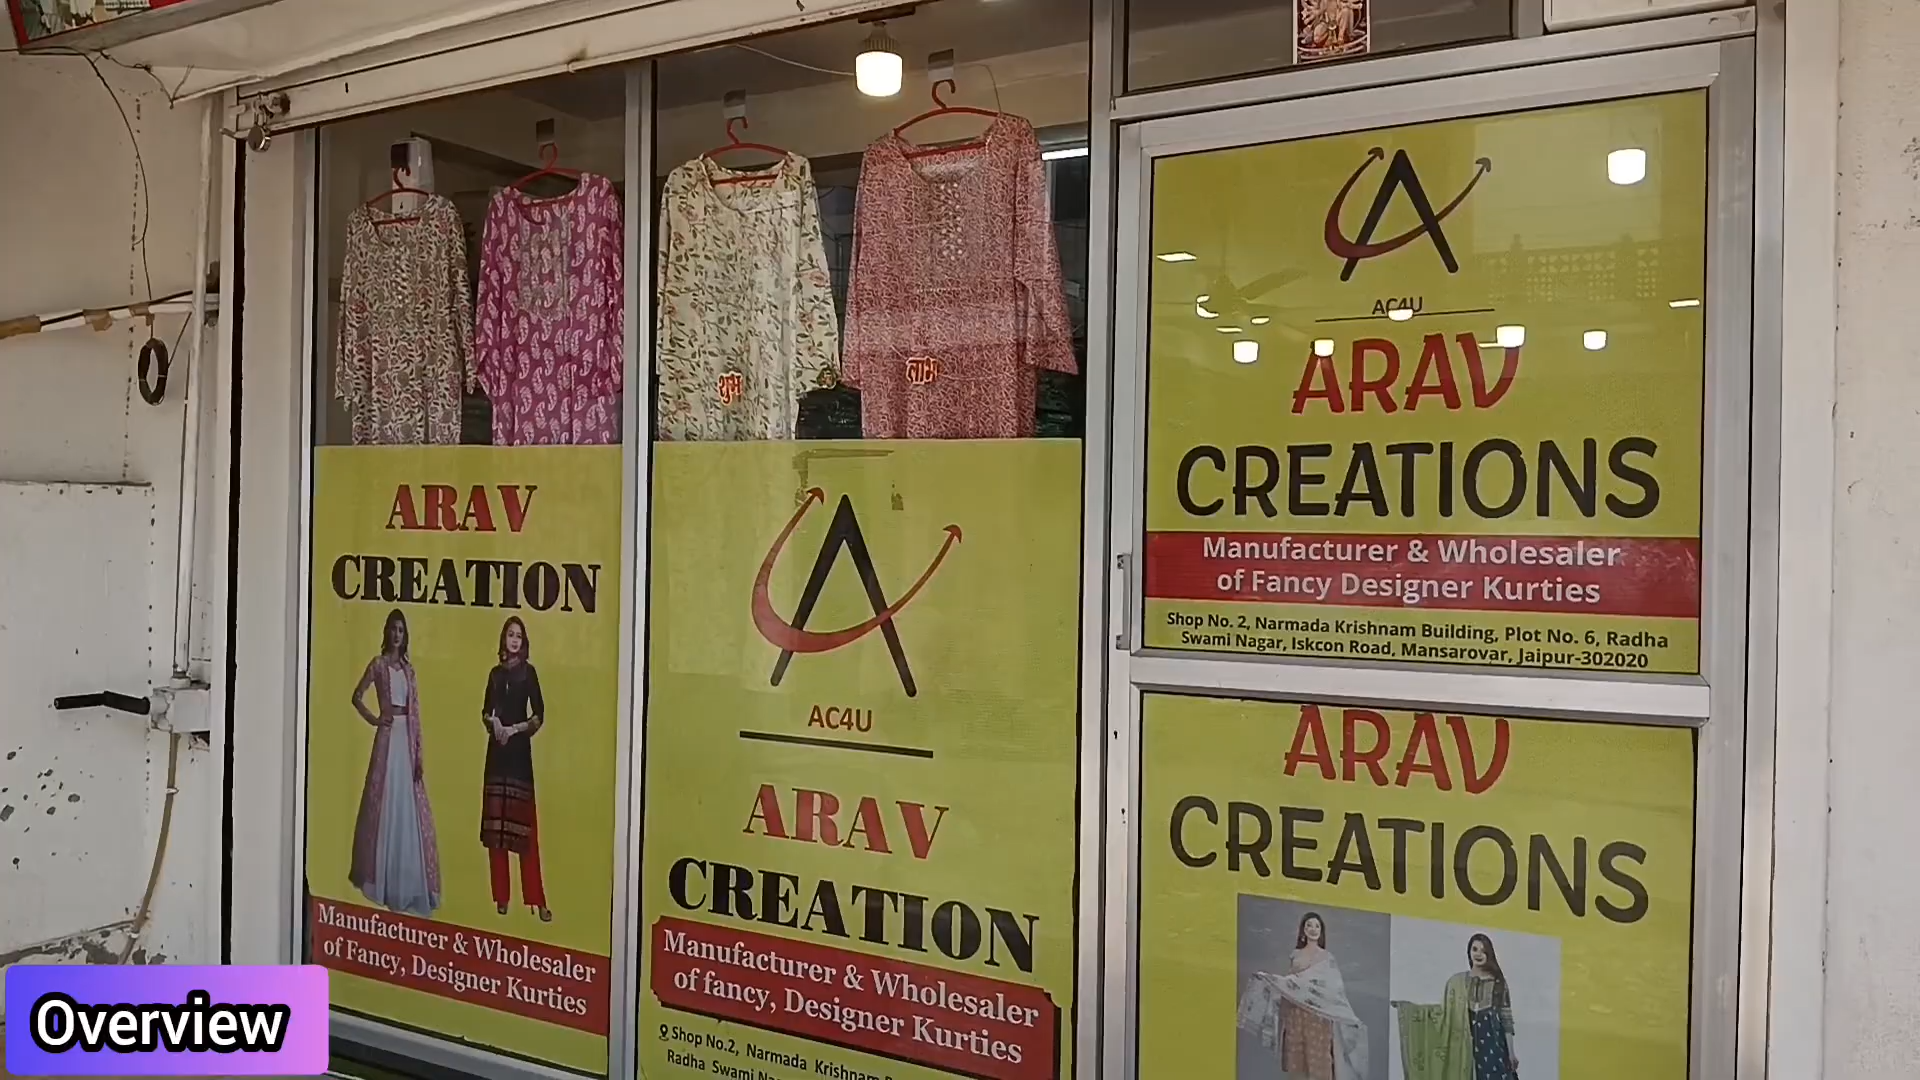 ARAV
CREATION
Manufacturer & Wholesaler
of Fancy, Designer Kurties
शुभ
लाभ
AC4U
ARAV
CREATION
Manufacturer & Wholesaler
of fancy, Designer Kurties
Shop No.2, Narmada Krishnam
Radha Swami
AC4U
ARAV
CREATIONS
Manufacturer & Wholesaler
of Fancy Designer Kurties
Shop No. 2, Narmada Krishnam Building, Plot No. 6, Radha
Swami Nagar, Iskcon Road, Mansarovar, Jaipur-302020
ARAV
CREATIONS
Overview